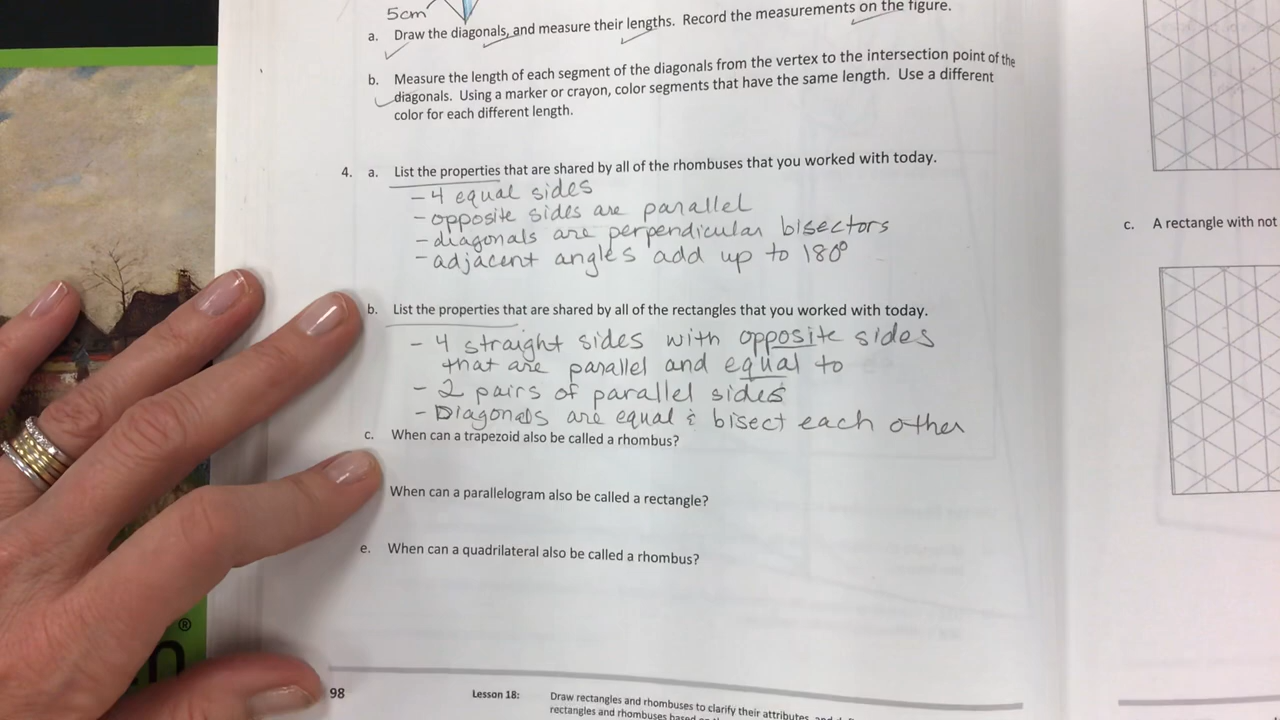 5cm
a. Draw the diagonals, and measure their lengths. Record the measurements on the figure.
b. Measure the length of each segment of the diagonals from the vertex to the intersection point of the
diagonals. Using a marker or crayon, color segments that have the same length. Use a different
color for each different length.
4. a. List the properties that are shared by all of the rhombuses that you worked with today.
- 4 equal sides
- opposite sides are parallel
- diagonals are perpendicular bisectors
- adjacent angles add up to 180°
b. List the properties that are shared by all of the rectangles that you worked with today.
- 4 straight sides with opposite sides
that are parallel and equal to
- 2 pairs of parallel sides
- Diagonals are equal & bisect each other
c. When can a trapezoid also be called a rhombus?
When can a parallelogram also be called a rectangle?
e. When can a quadrilateral also be called a rhombus?
98
Lesson 18:
Draw rectangles and rhombuses to clarify their attributes, and
rectangles and rhombuses based
c. A rectangle with not
®
n